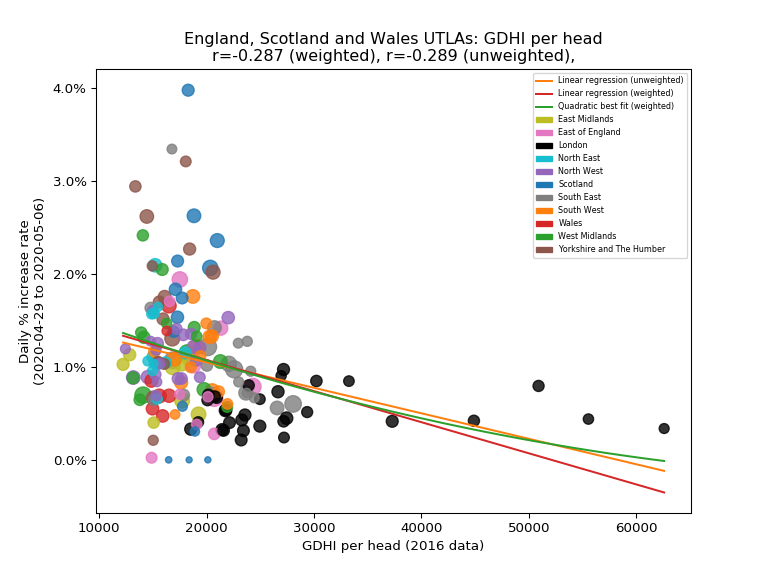 England, Scotland and Wales UTLAs: GDHI per head
r=-0.287 (weighted), r=-0.289 (unweighted),
Daily % increase rate
(2020-04-29 to 2020-05-06)
4.0%
3.0%
2.0%
1.0%
0.0%
Linear regression (unweighted)
Linear regression (weighted)
Quadratic best fit (weighted)
East Midlands
East of England
London
North East
North West
Scotland
South East
South West
Wales
West Midlands
Yorkshire and The Humber
10000 20000 30000 40000 50000 60000
GDHI per head (2016 data)